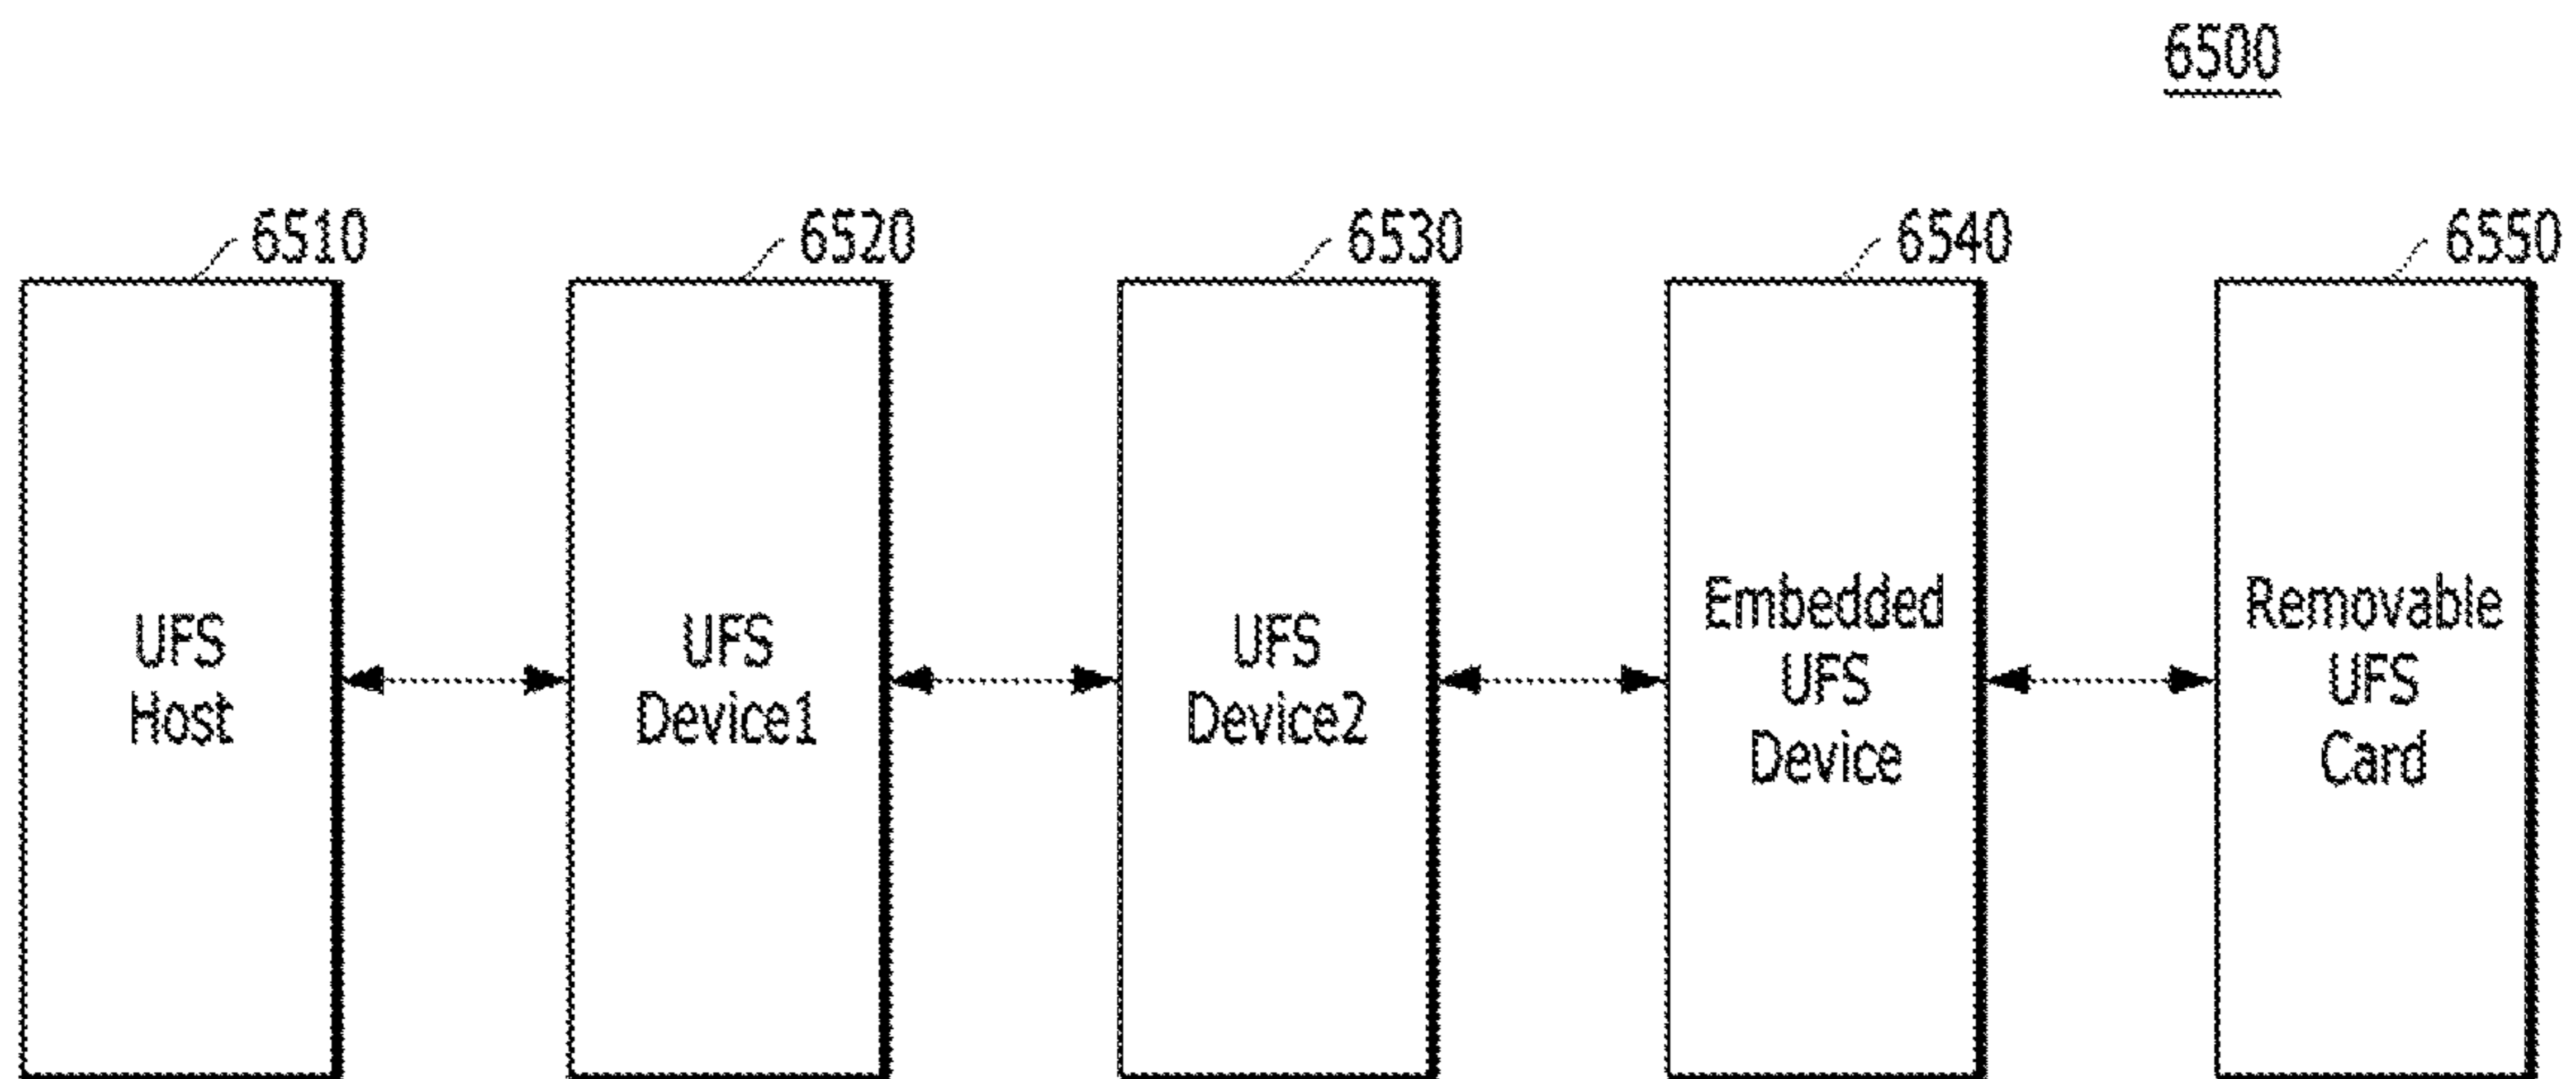 6500
6510
6520
6530
6540
6550
UFS
Host
UFS
Device1
UFS
Device2
Embedded
UFS
Device
Removable
UFS
Card